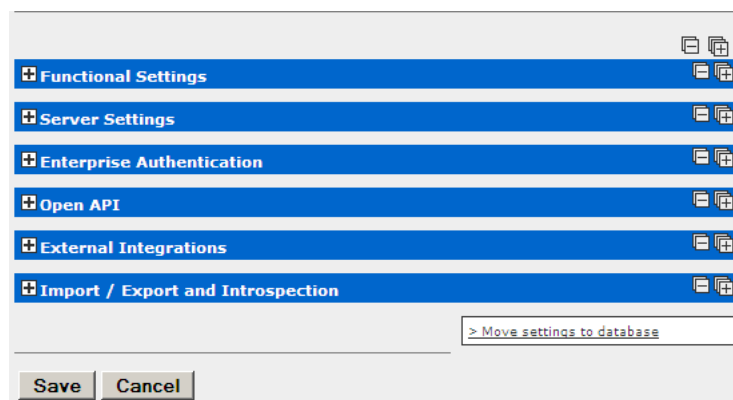 Functional Settings
Server Settings
Enterprise Authentication
Open API
External Integrations
Import / Export and Introspection
> Move settings to database
Save Cancel